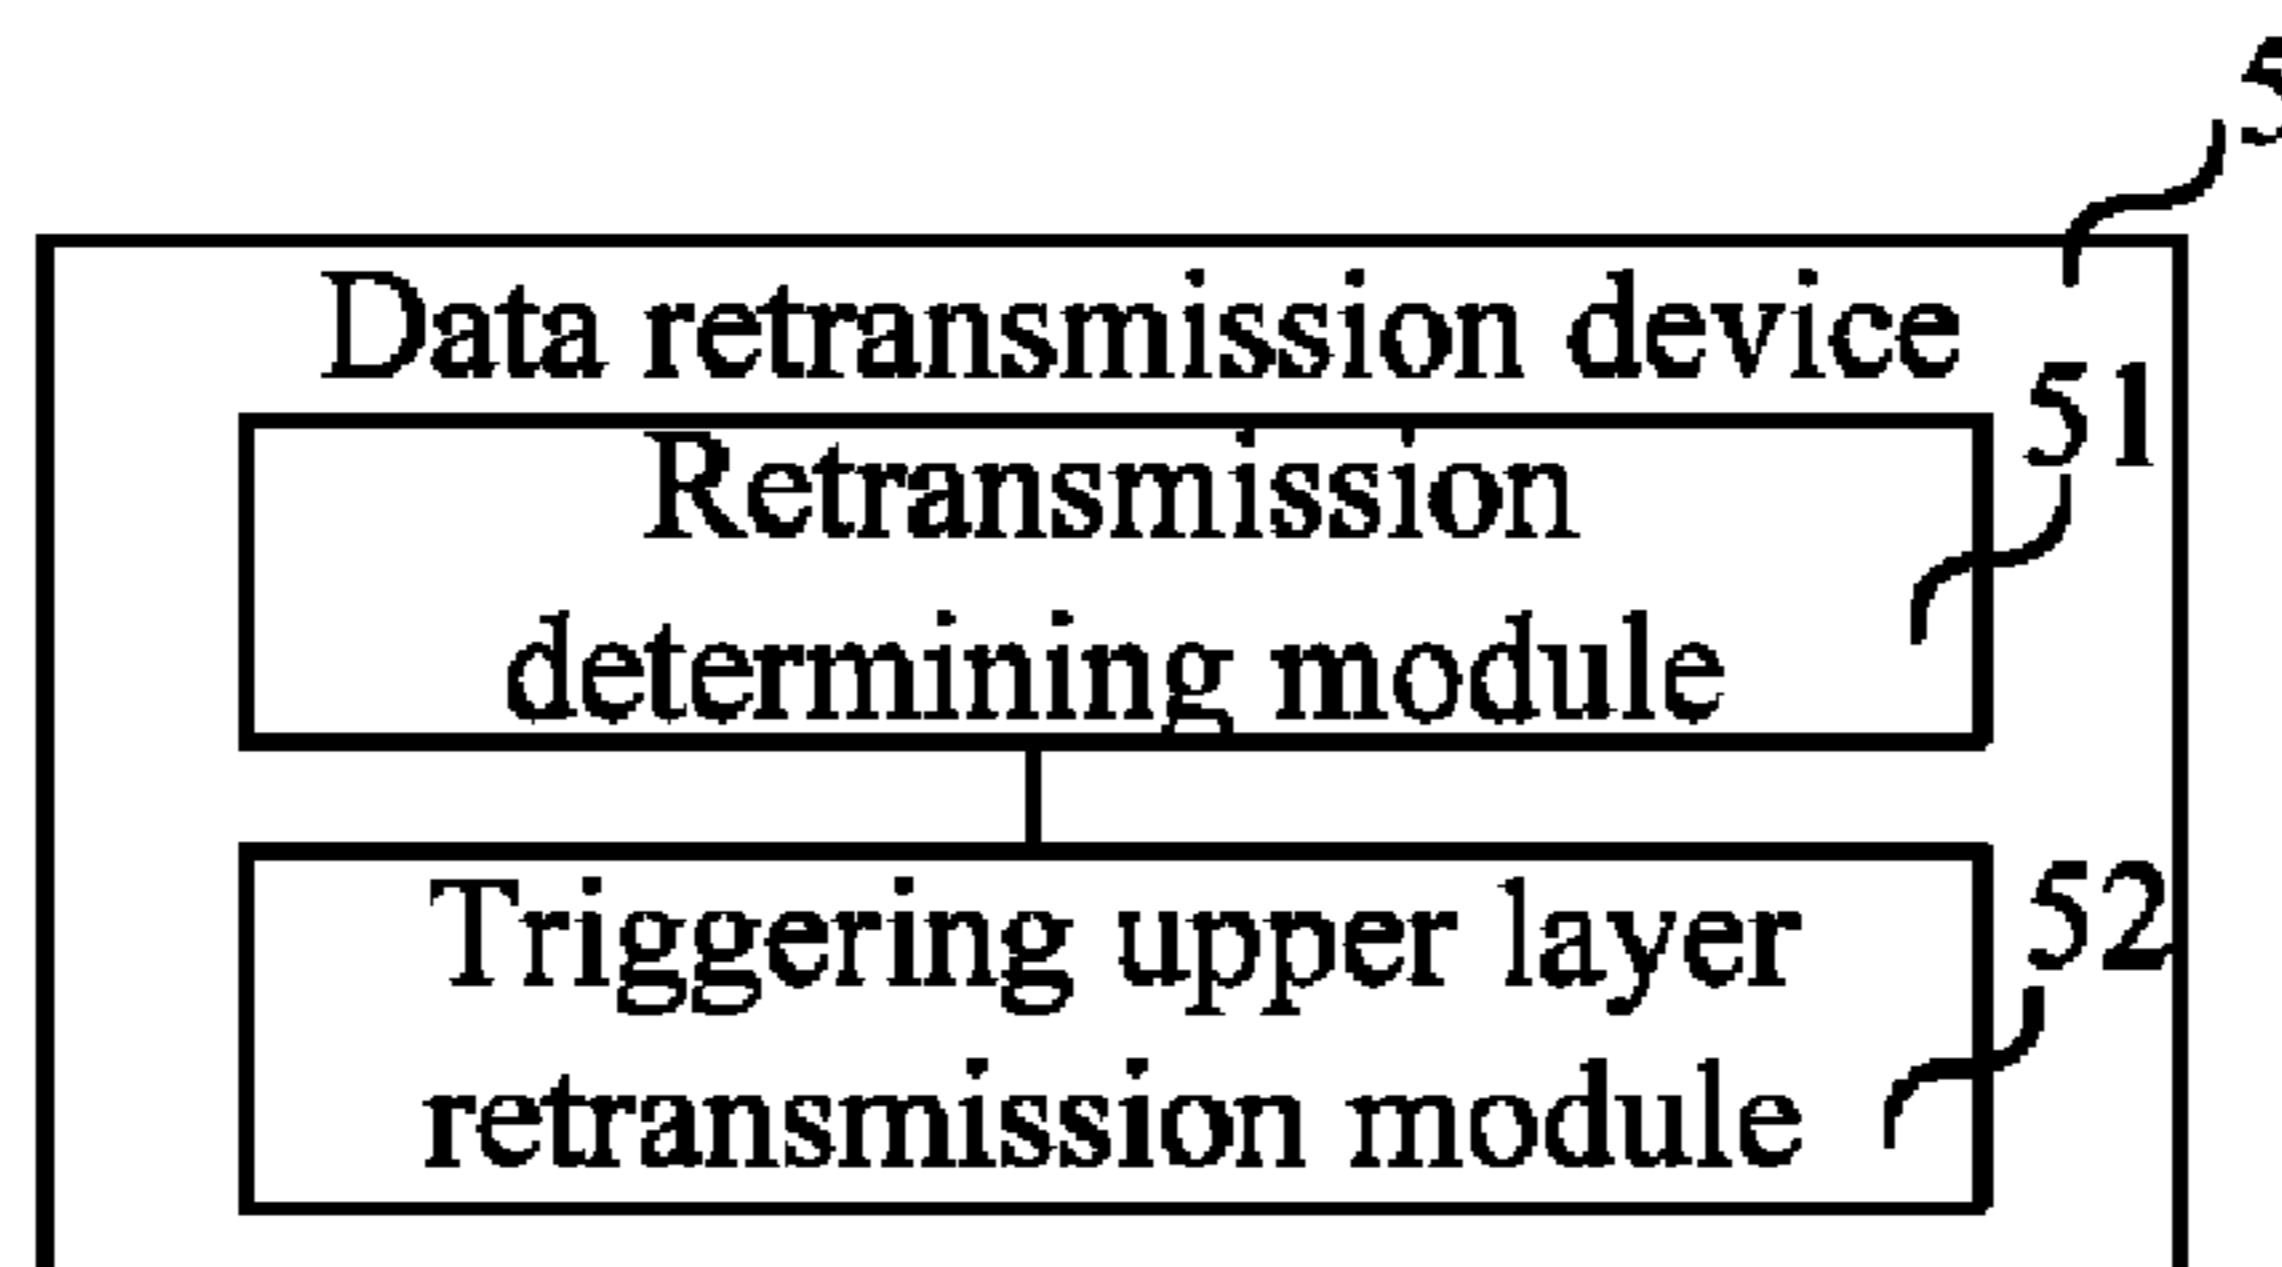 5
Data retransmission device
51
Retransmission
determining module
52
Triggering upper layer
retransmission module